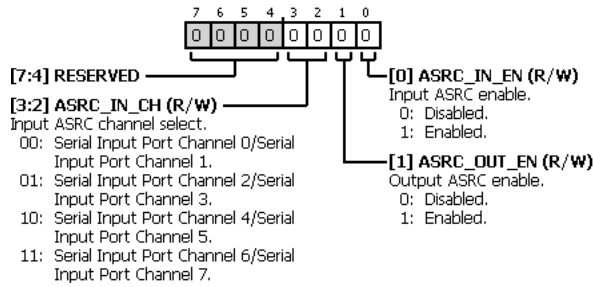 7 6 5 4 3 2 1 0
0 0 0 0 0 0 0 0
[7:4] RESERVED
[3:2] ASRC_IN_CH (R/W)
Input ASRC channel select.
00: Serial Input Port Channel 0/Serial
Input Port Channel 1.
01: Serial Input Port Channel 2/Serial
Input Port Channel 3.
10: Serial Input Port Channel 4/Serial
Input Port Channel 5.
11: Serial Input Port Channel 6/Serial
Input Port Channel 7.
[0] ASRC_IN_EN (R/W)
Input ASRC enable.
0: Disabled.
1: Enabled.
[1] ASRC_OUT_EN (R/W)
Output ASRC enable.
0: Disabled.
1: Enabled.